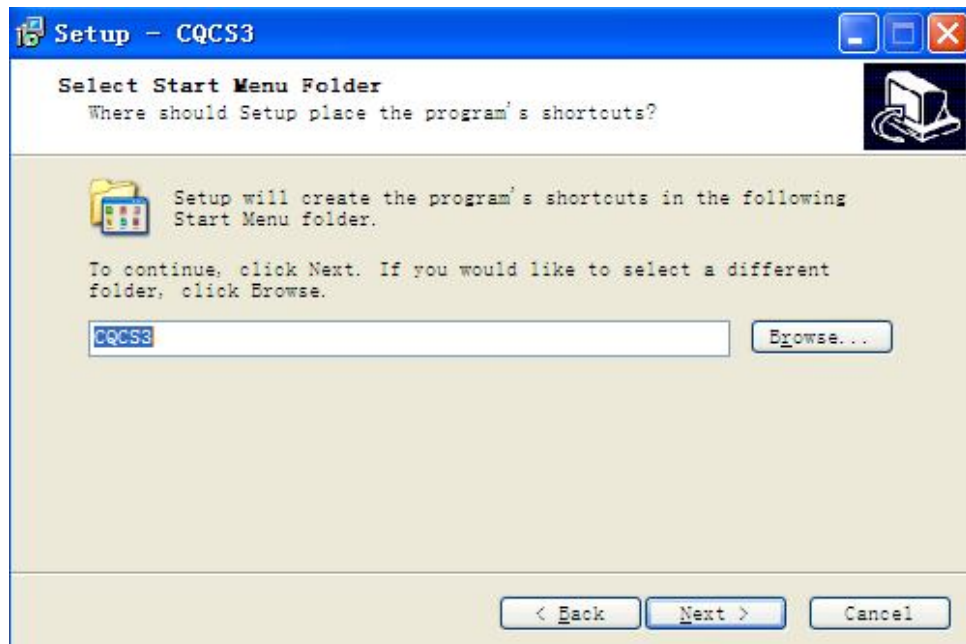 Setup - CQCS3
Select Start Menu Folder
Where should Setup place the program's shortcuts?
Setup will create the program's shortcuts in the following
Start Menu folder.
To continue, click Next. If you would like to select a different
folder, click Browse.
CQCS3
Browse...
< Back
Next >
Cancel